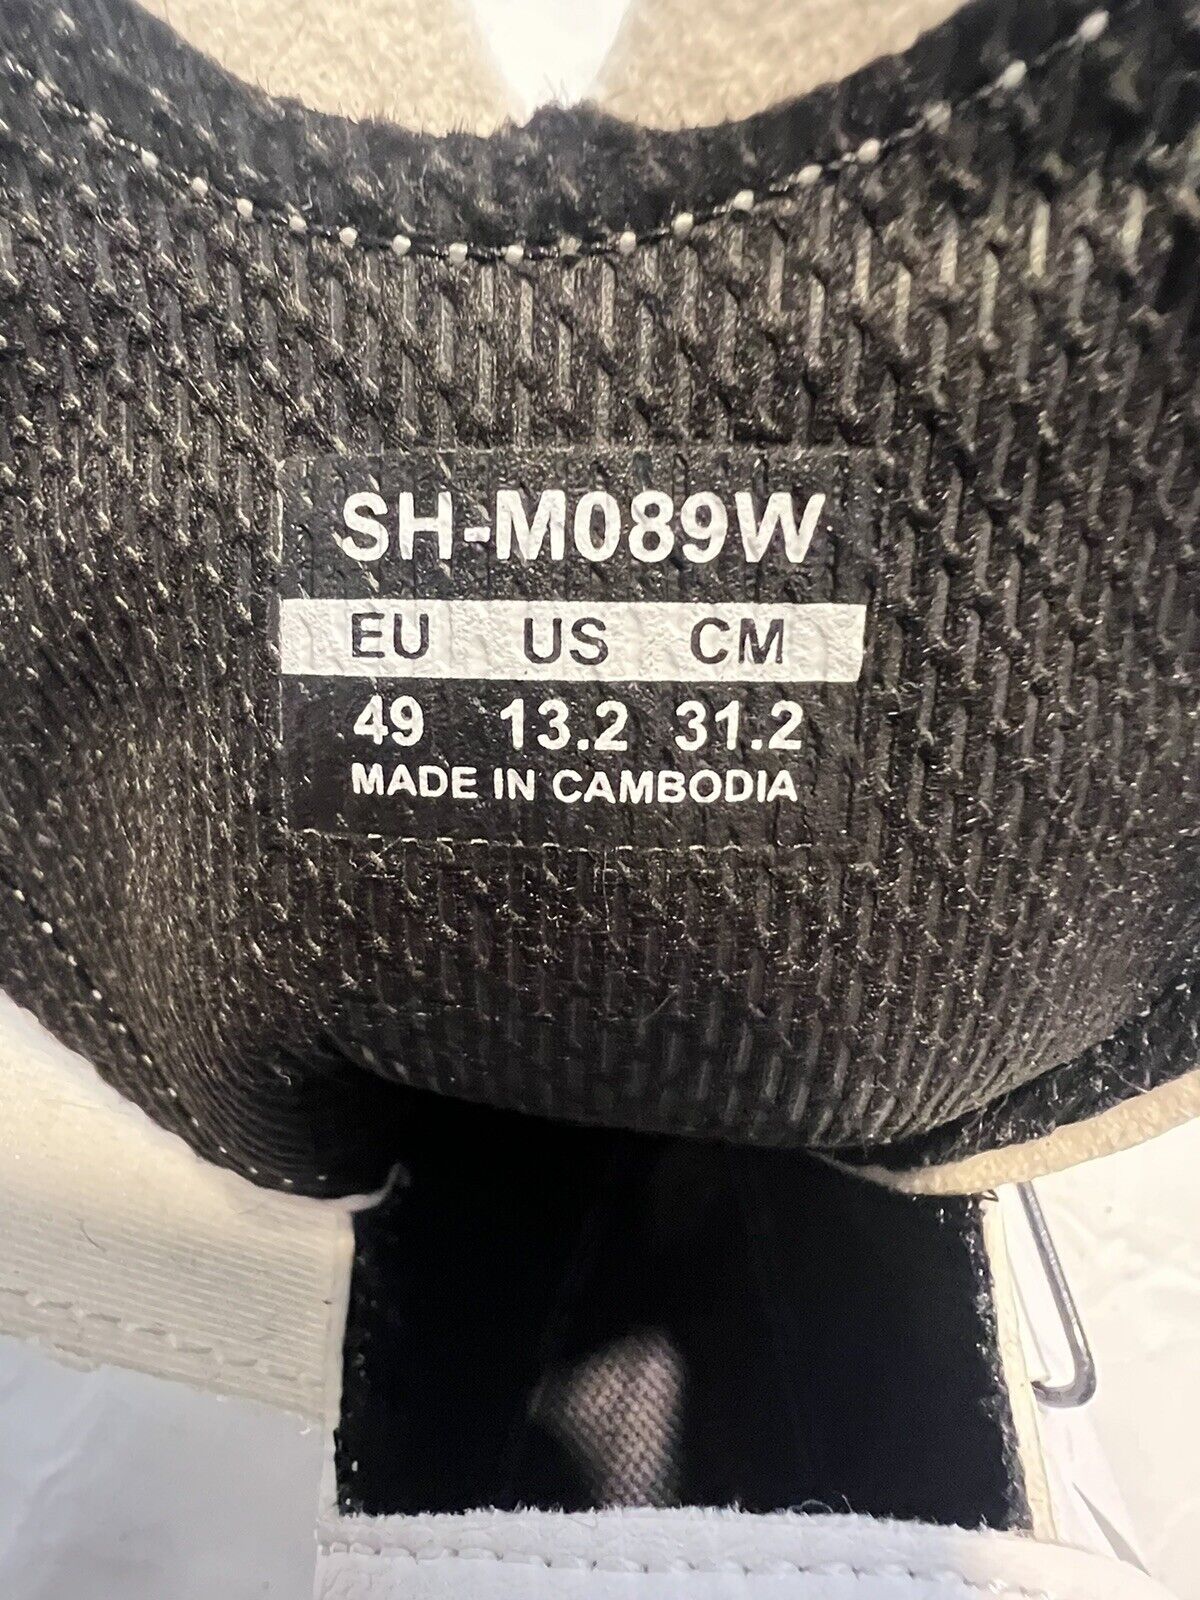 SH-M089W
EU US CM
49 13.2 31.2
MADE IN CAMBODIA